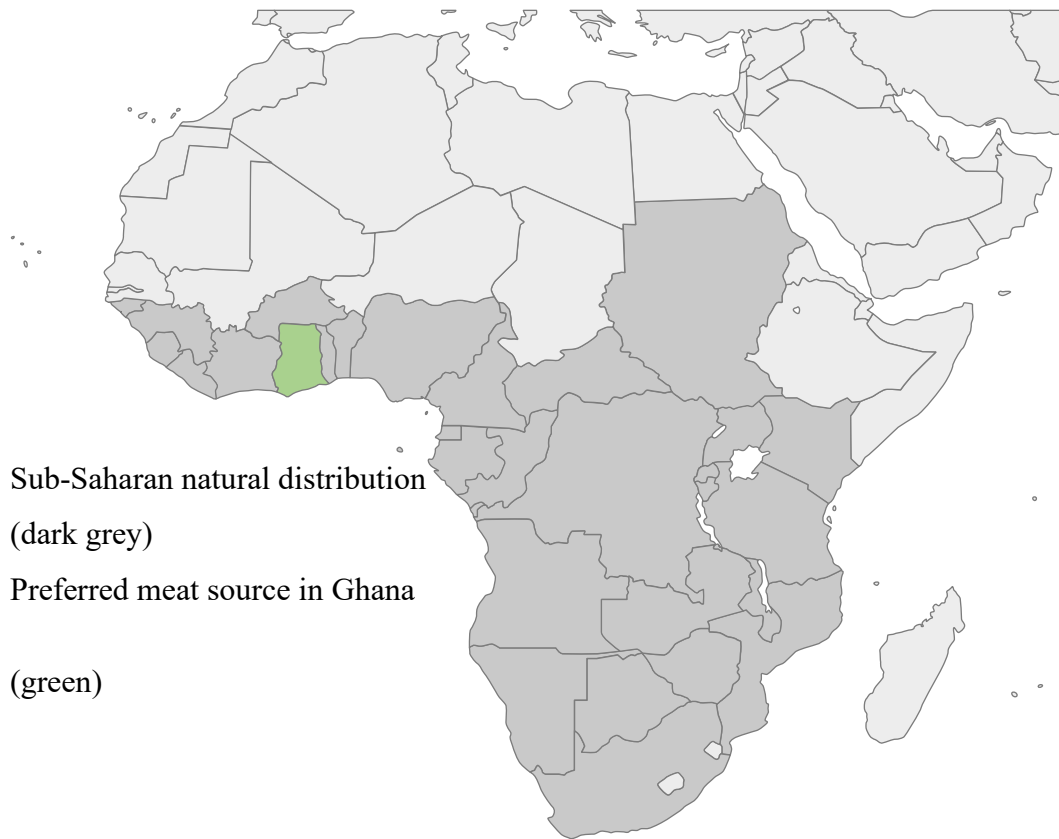 Sub-Saharan natural distribution
(dark grey)
Preferred meat source in Ghana
(green)